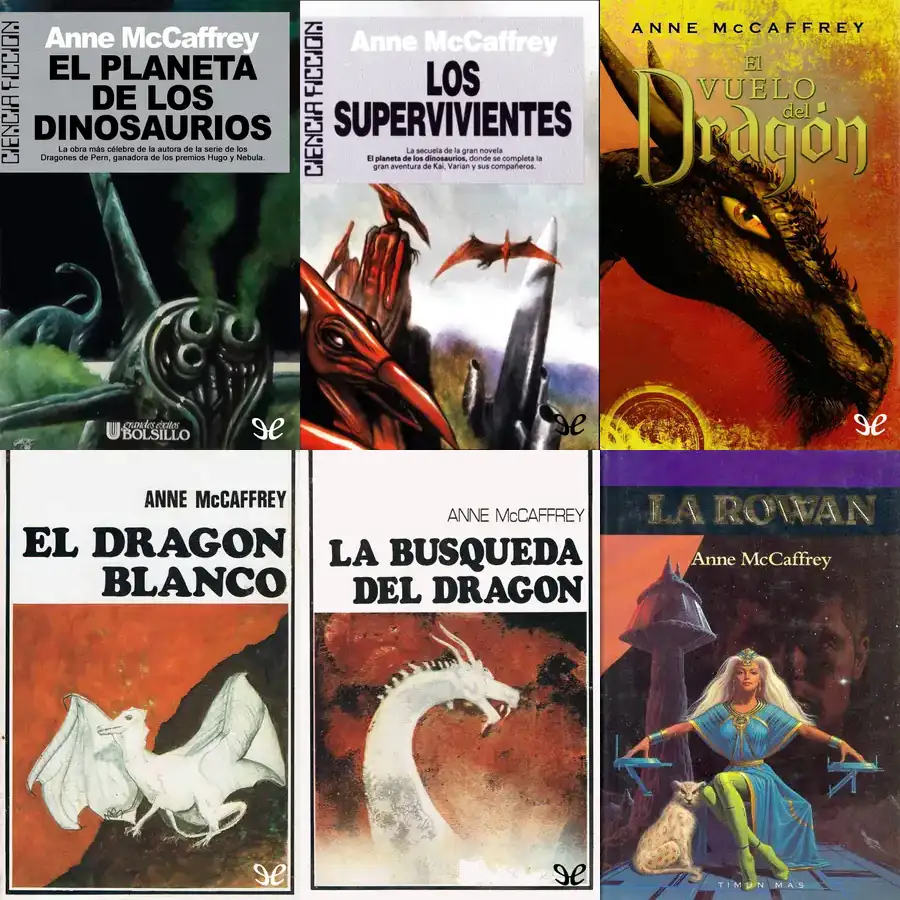 CIENCIA FICCION
Anne McCaffrey
EL PLANETA
DE LOS
DINOSAURIOS
La obra más célebre de la autora de la serie de los
Dragones de Pern, ganadora de los premios Hugo y Nebula.
grandes éxitos
BOLSILLO
CIENCIA FICCION
Anne McCaffrey
LOS
SUPERVIVIENTES
La secuela de la gran novela
El planeta de los dinosaurios, donde se completa la
gran aventura de Kai, Varian y sus compañeros.
ANNE McCAFFREY
El
VUELO
del
Dragón
ANNE McCAFFREY
EL DRAGON
BLANCO
ANNE McCAFFREY
LA BUSQUEDA
DEL DRAGON
LA ROWAN
Anne McCaffrey
TIMUN MAS